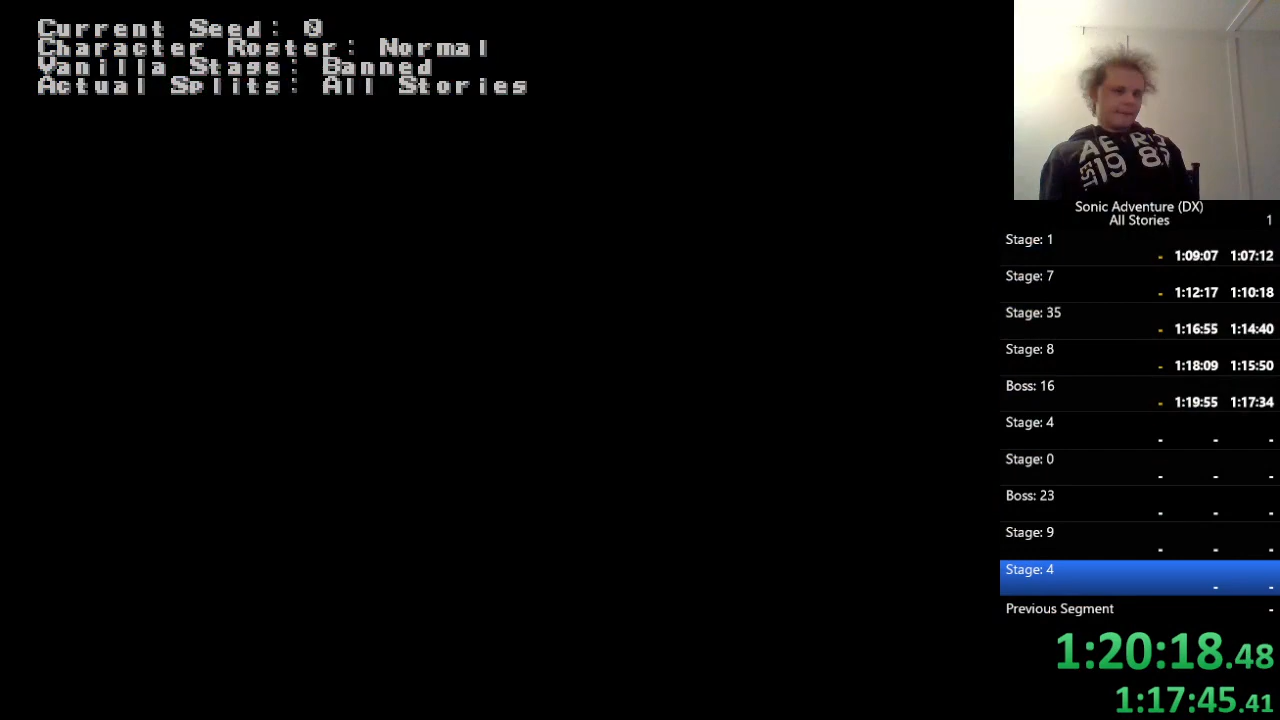 Current Seed: 0
Character Roster: Normal
Vanilla Stage: Banned
Actual Splits: All Stories
AERO
EST. 1987
Sonic Adventure (DX)
All Stories 1
Stage: 1
- 1:09:07 1:07:12
Stage: 7
- 1:12:17 1:10:18
Stage: 35
- 1:16:55 1:14:40
Stage: 8
- 1:18:09 1:15:50
Boss: 16
- 1:19:55 1:17:34
Stage: 4
- - -
Stage: 0
- - -
Boss: 23
- - -
Stage: 9
- - -
Stage: 4
- -
Previous Segment -
1:20:18.48
1:17:45.41